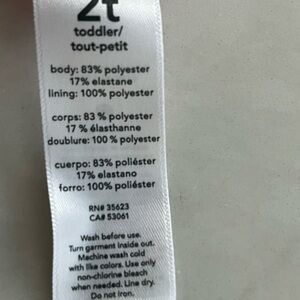 2t
toddler/
tout-petit
body: 83% polyester
17% elastane
lining: 100% polyester
corps: 83 % polyester
17 % élasthanne
doublure: 100 % polyester
cuerpo: 83% poliéster
17% elastano
forro: 100% poliéster
RN# 35623
CA# 53061
Wash before use.
Turn garment inside out.
Machine wash cold
with like colors. Use only
non-chlorine bleach
when needed. Line dry.
Do not iron.